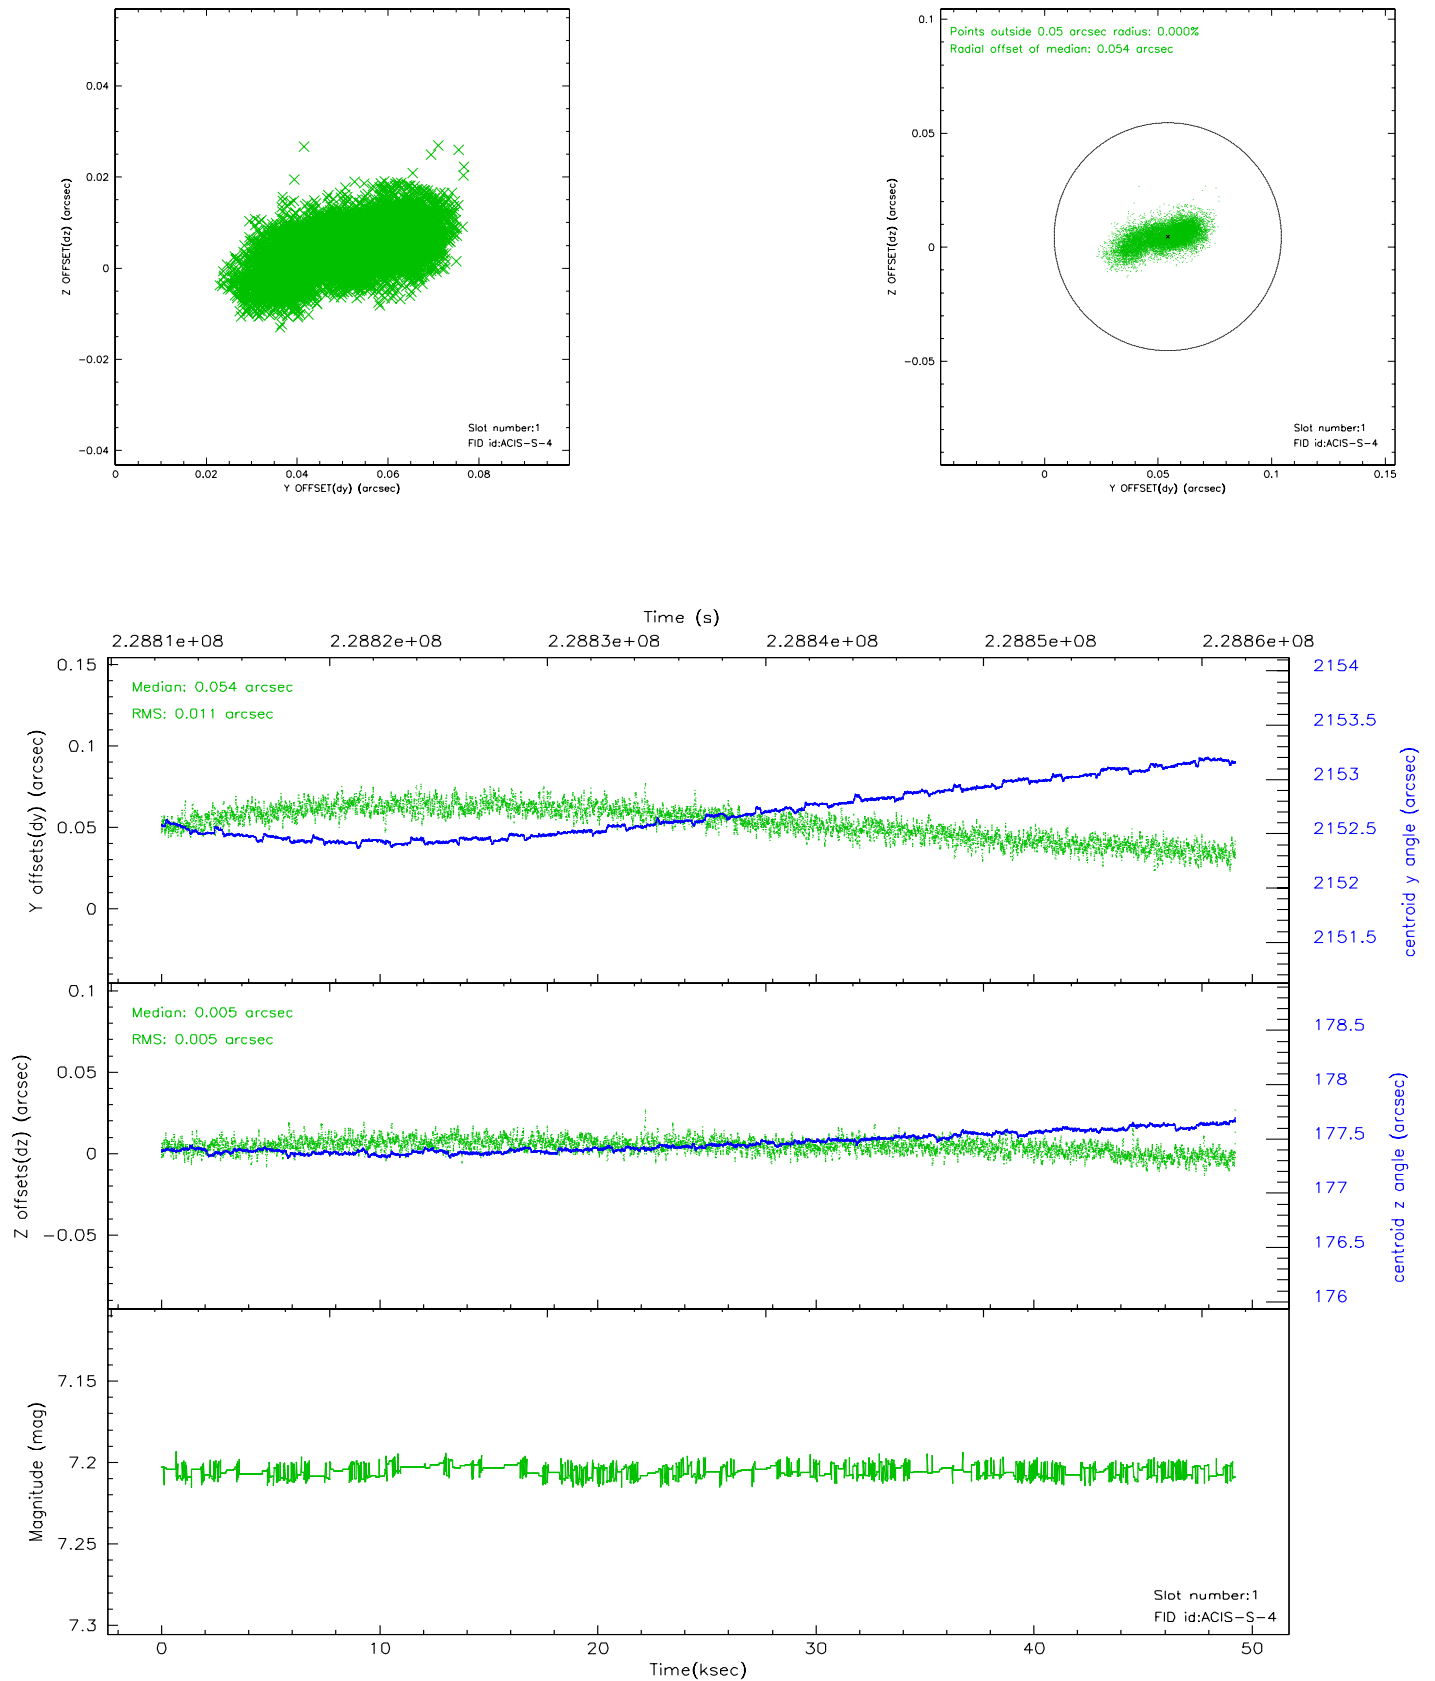 0.04
0.02
0
-0.02
-0.04
Z OFFSET(dz) (arcsec)
Slot number:1
FID id:ACIS-S-4
0 0.02 0.04 0.06 0.08
Y OFFSET(dy) (arcsec)
0.1
0.05
0
-0.05
Z OFFSET(dz) (arcsec)
Points outside 0.05 arcsec radius: 0.000%
Radial offset of median: 0.054 arcsec
Slot number:1
FID id:ACIS-S-4
0 0.05 0.1 0.15
Y OFFSET(dy) (arcsec)
Time (s)
2.2881e+08 2.2882e+08 2.2883e+08 2.2884e+08 2.2885e+08 2.2886e+08
0.15
0.1
0.05
0
Y offsets(dy) (arcsec)
Median: 0.054 arcsec
RMS: 0.011 arcsec
2154
2153.5
2153
2152.5
2152
2151.5
centroid y angle (arcsec)
0.1
0.05
0
-0.05
Z offsets(dz) (arcsec)
Median: 0.005 arcsec
RMS: 0.005 arcsec
178.5
178
177.5
177
176.5
176
centroid z angle (arcsec)
7.15
7.2
7.25
7.3
Magnitude (mag)
Slot number:1
FID id:ACIS-S-4
0 10 20 30 40 50
Time(ksec)